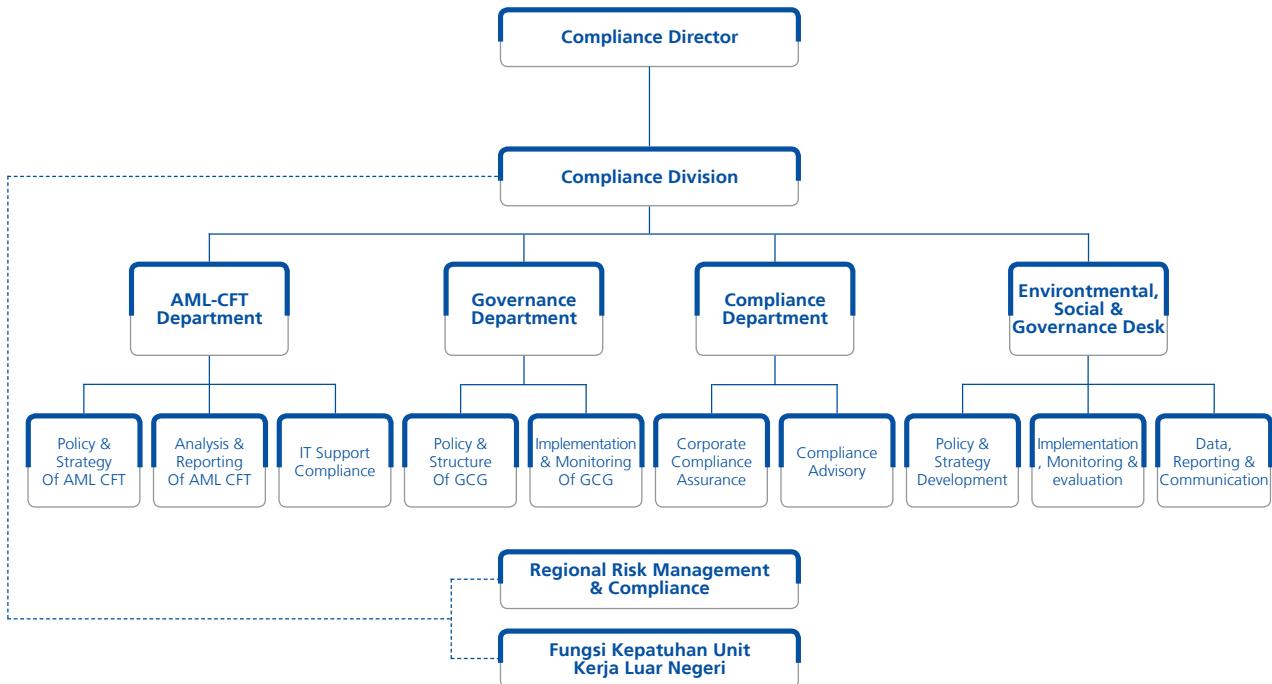 Compliance Director
Compliance Division
AML-CFT
Department
Governance
Department
Compliance
Department
Environtmental,
Social &
Governance Desk
Policy &
Strategy
Of AML CFT
Analysis &
Reporting
Of AML CFT
IT Support
Compliance
Policy &
Structure
Of GCG
Implementation
& Monitoring
Of GCG
Corporate
Compliance
Assurance
Compliance
Advisory
Policy &
Strategy
Development
Implementation
, Monitoring &
evaluation
Data,
Reporting &
Communication
Regional Risk Management
& Compliance
Fungsi Kepatuhan Unit
Kerja Luar Negeri